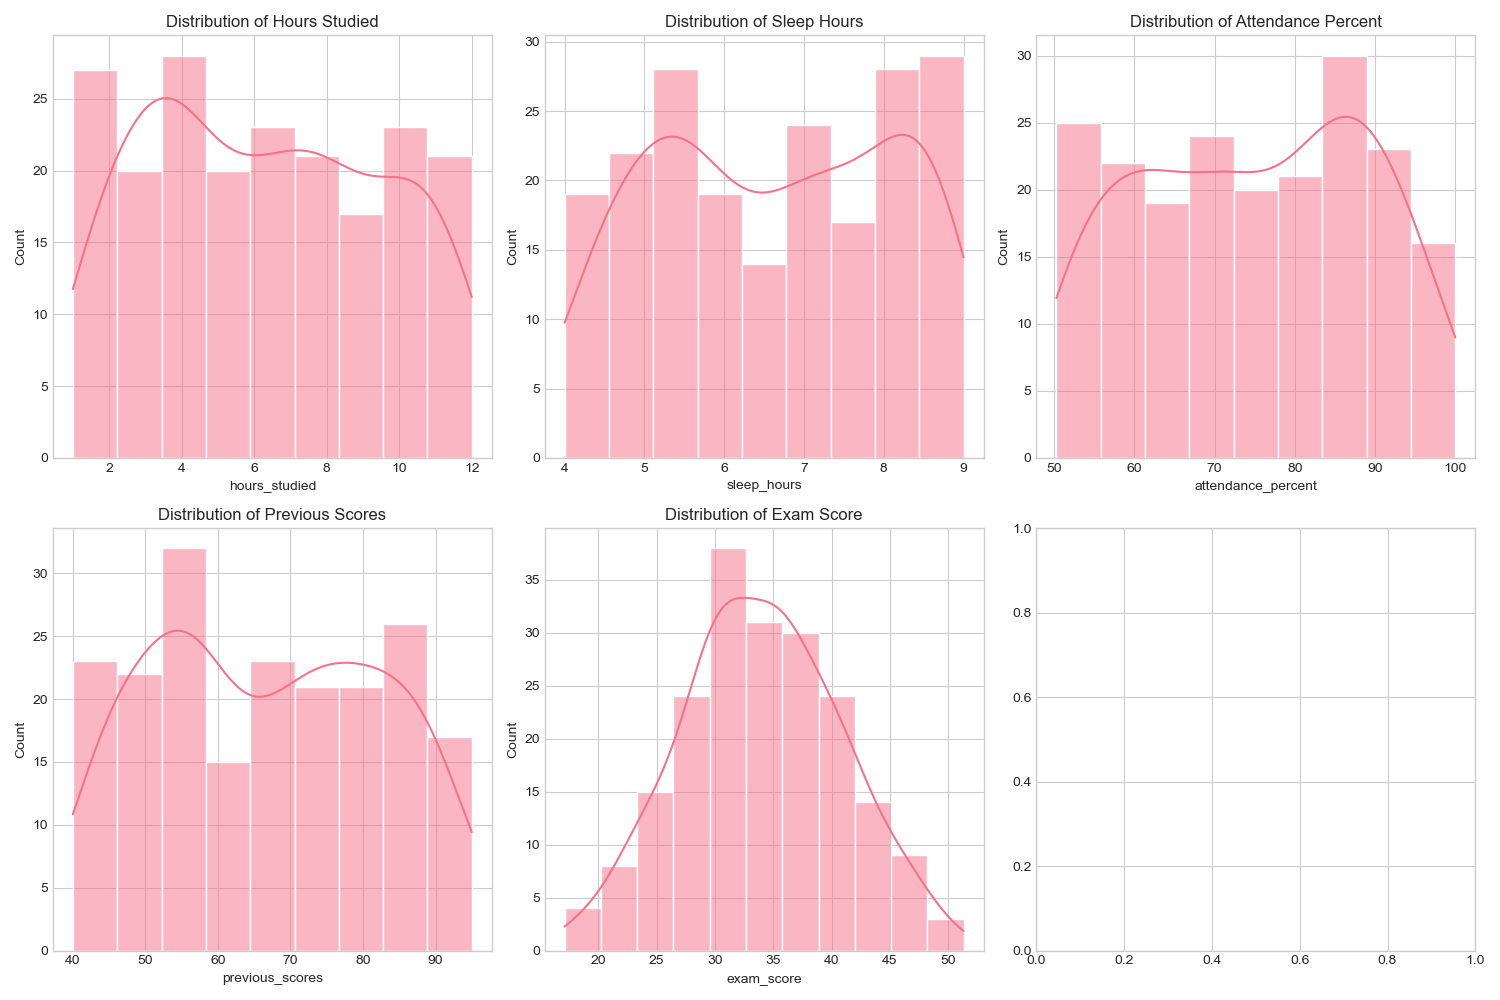 Distribution of Hours Studied
25
20
15
10
5
0
Count
2 4 6 8 10 12
hours_studied
Distribution of Sleep Hours
30
25
20
15
10
5
0
Count
4 5 6 7 8 9
sleep_hours
Distribution of Attendance Percent
30
25
20
15
10
5
0
Count
50 60 70 80 90 100
attendance_percent
Distribution of Previous Scores
30
25
20
15
10
5
0
Count
40 50 60 70 80 90
previous_scores
Distribution of Exam Score
35
30
25
20
15
10
5
0
Count
20 25 30 35 40 45 50
exam_score
1.0
0.8
0.6
0.4
0.2
0.0
0.0 0.2 0.4 0.6 0.8 1.0